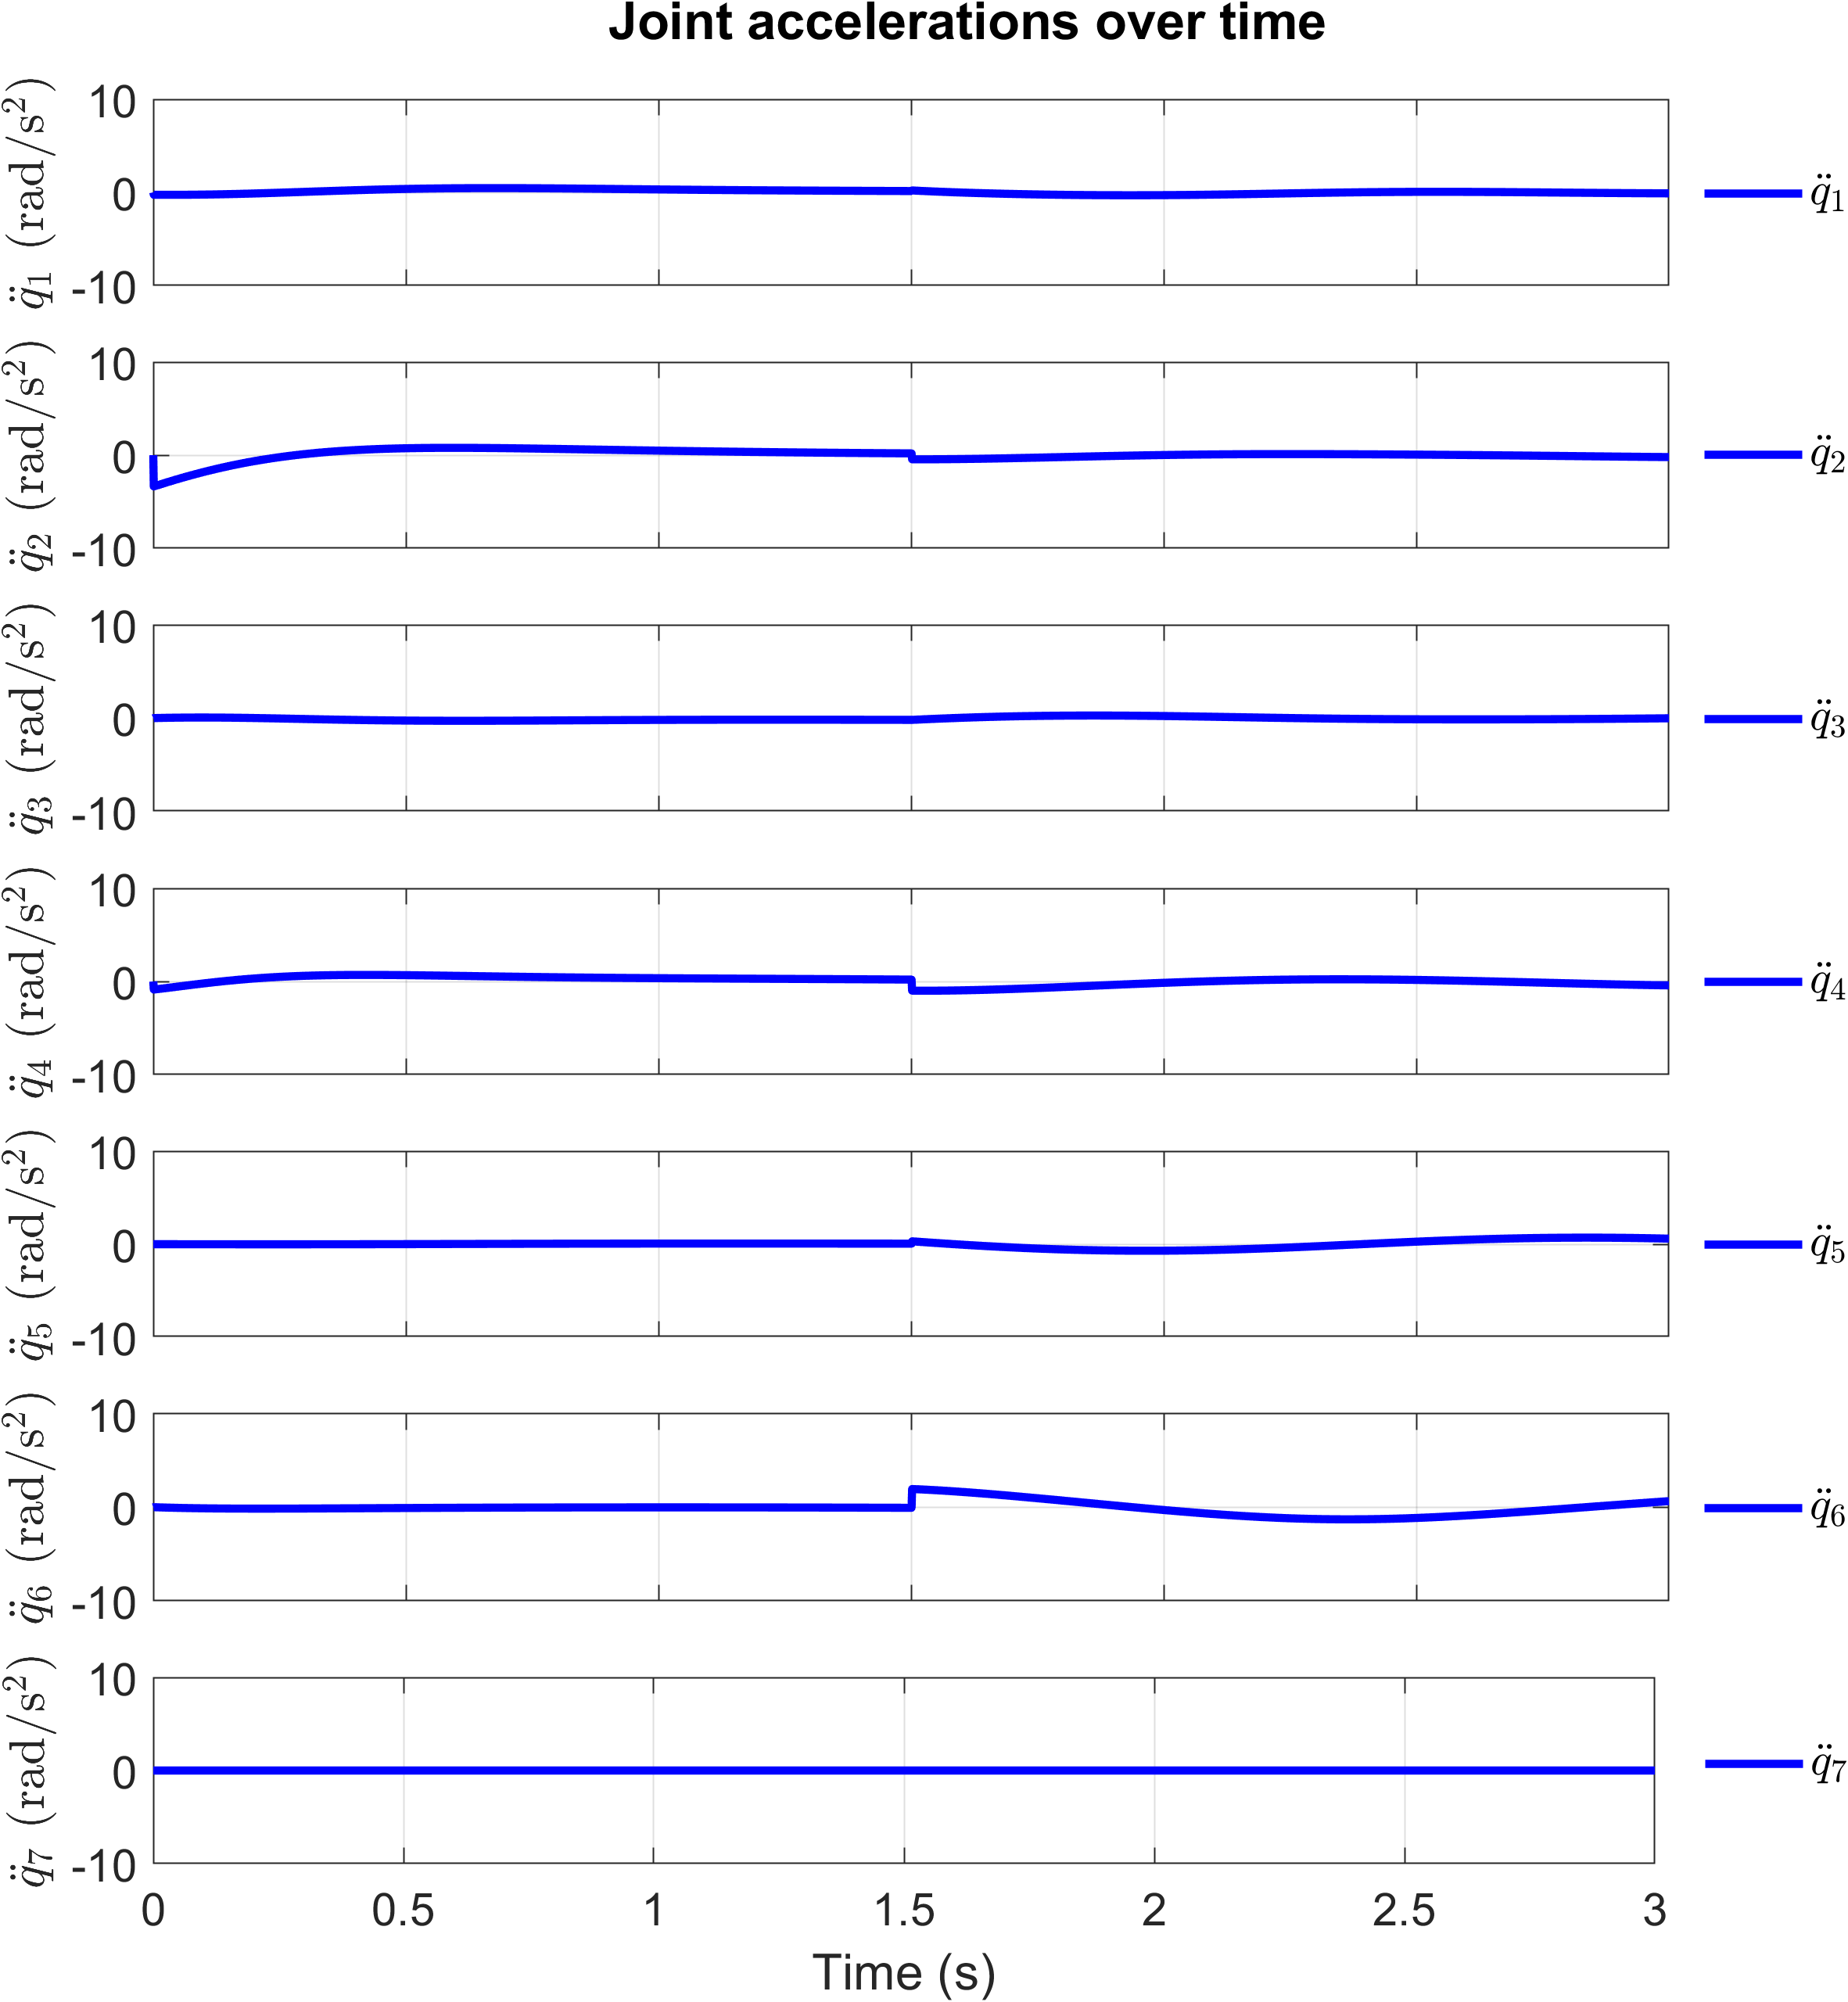 Joint accelerations over time
q̈₁ (rad/s²)
10
0
-10
q̈₁
q̈₂ (rad/s²)
10
0
-10
q̈₂
q̈₃ (rad/s²)
10
0
-10
q̈₃
q̈₄ (rad/s²)
10
0
-10
q̈₄
q̈₅ (rad/s²)
10
0
-10
q̈₅
q̈₆ (rad/s²)
10
0
-10
q̈₆
q̈₇ (rad/s²)
10
0
-10
q̈₇
0 0.5 1 1.5 2 2.5 3
Time (s)